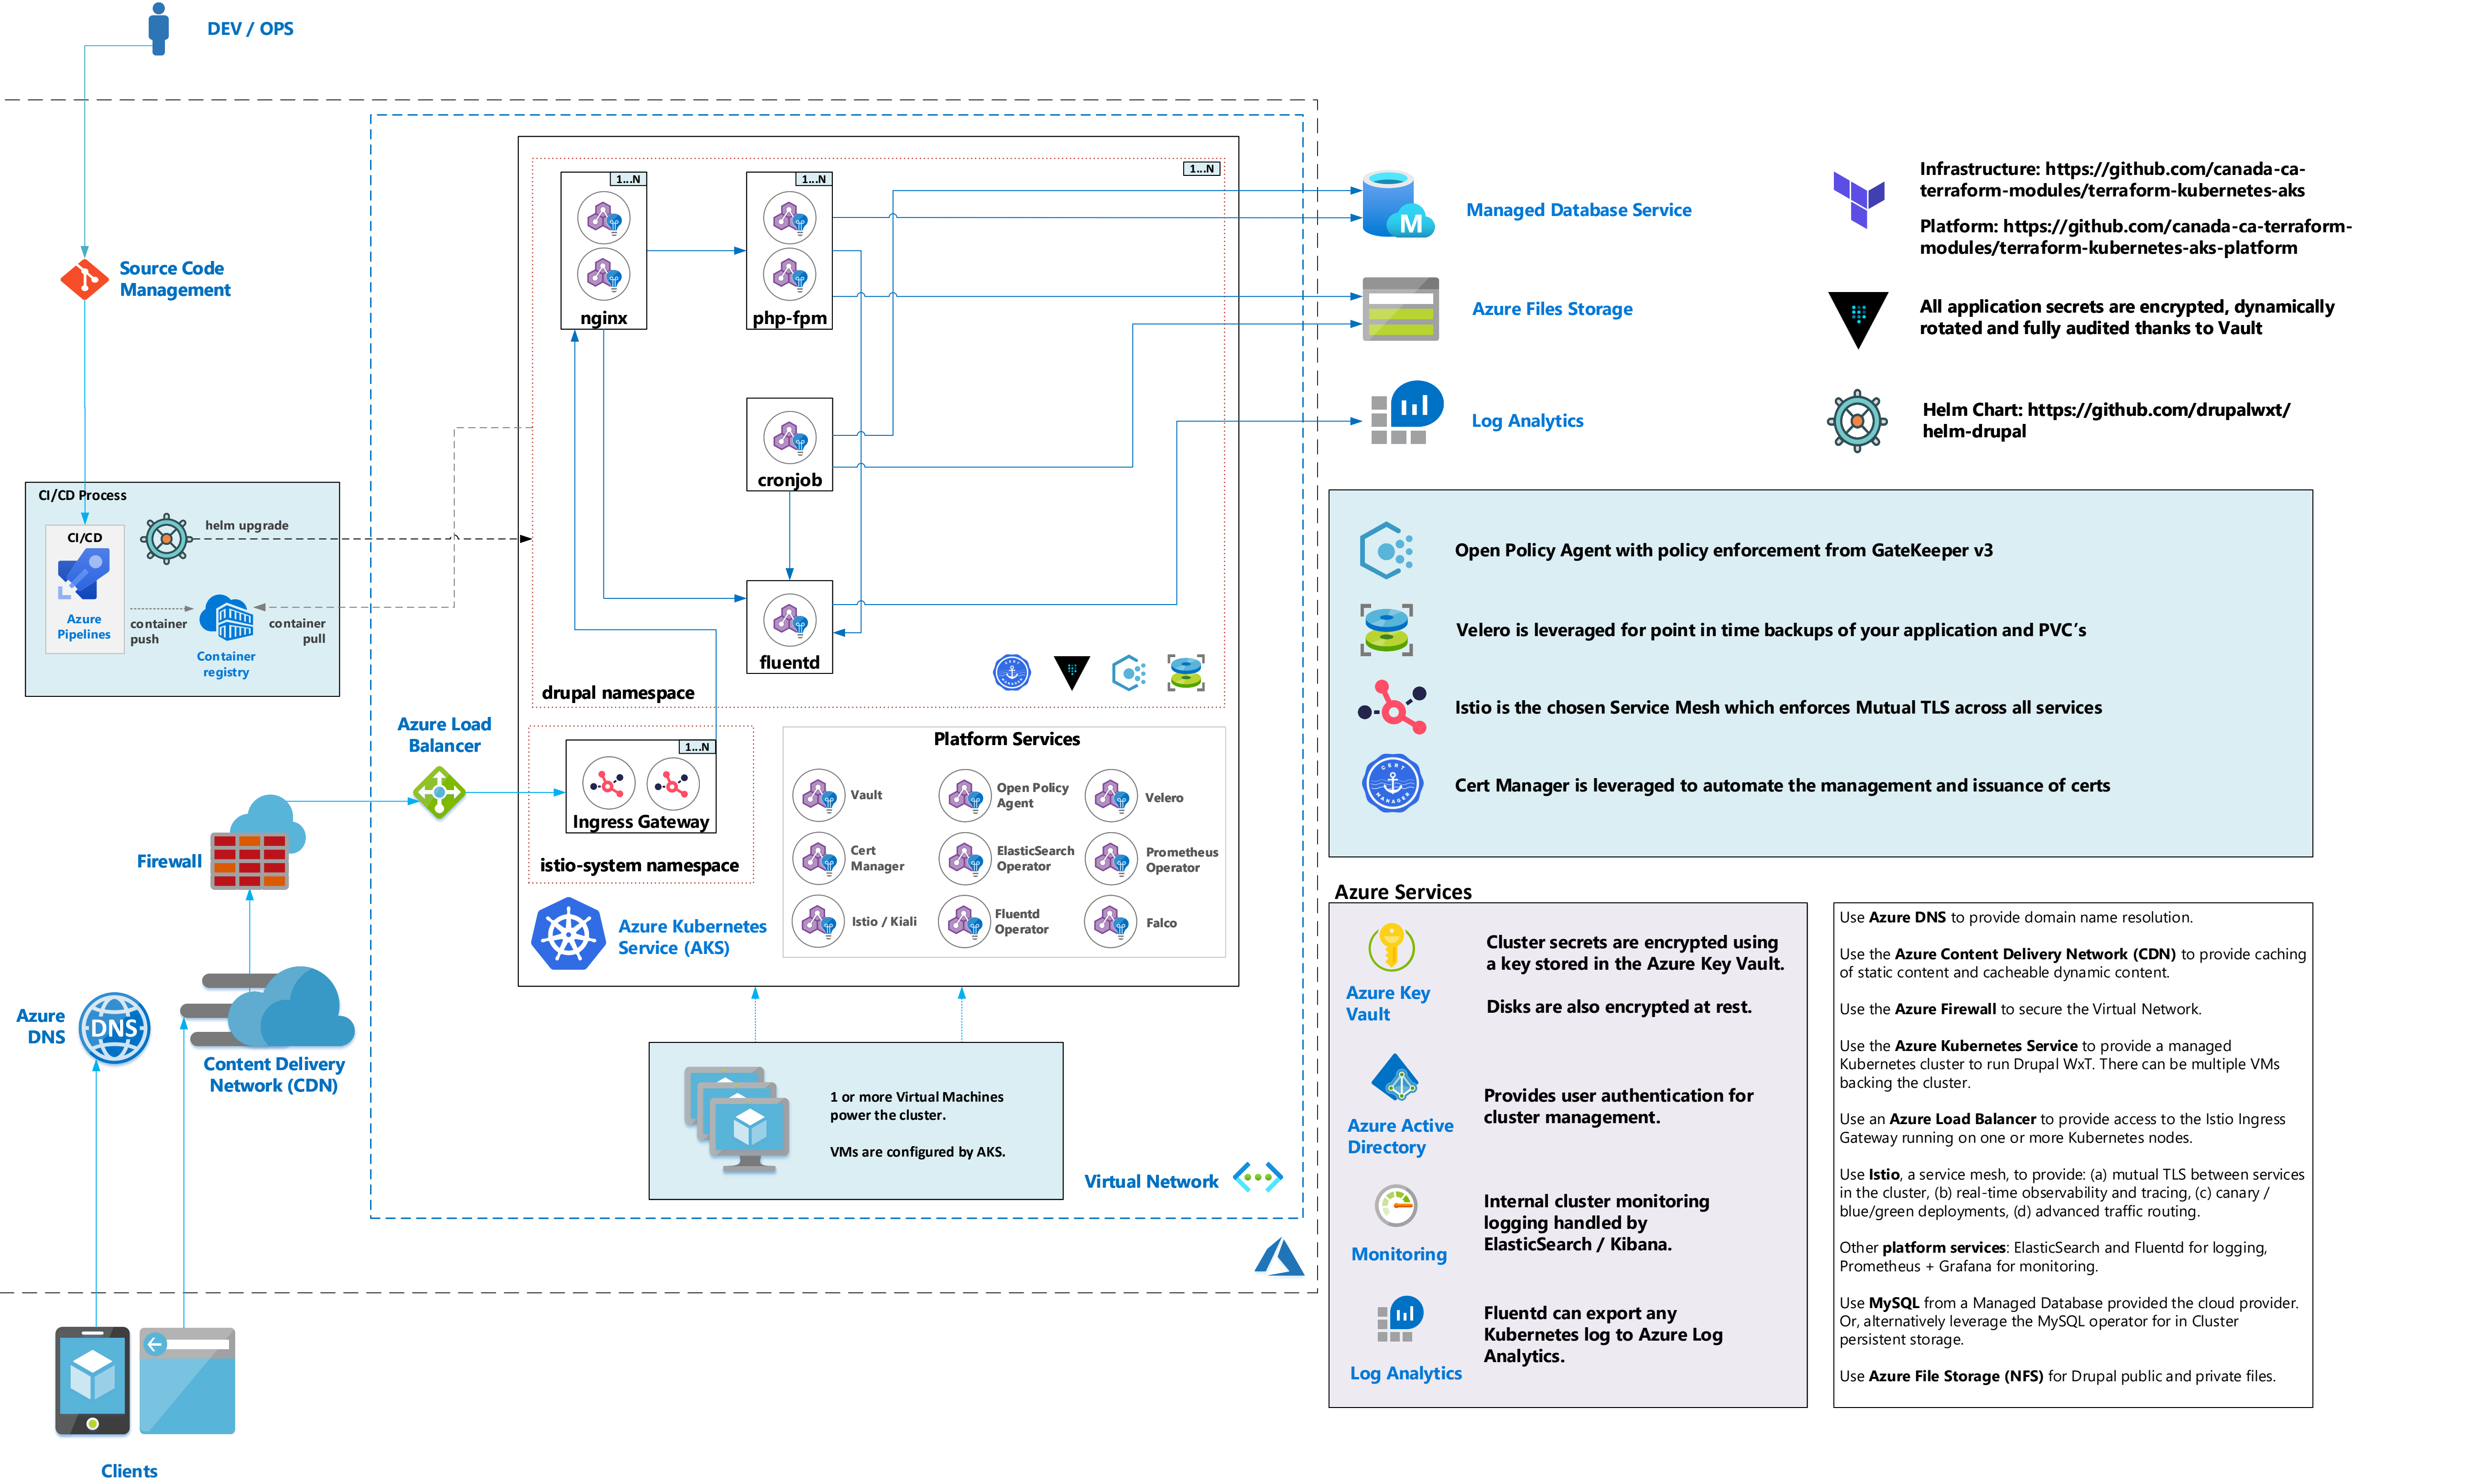 DEV / OPS
Source Code
Management
CI/CD Process
CI/CD
Azure
Pipelines
helm upgrade
container
push
Container
registry
container
pull
Azure Load
Balancer
Firewall
Azure
DNS
DNS
Content Delivery
Network (CDN)
Clients
1...N
1...N
nginx
1...N
php-fpm
cronjob
fluentd
drupal namespace
1...N
Ingress Gateway
istio-system namespace
Azure Kubernetes
Service (AKS)
Platform Services
Vault
Open Policy
Agent
Velero
Cert
Manager
ElasticSearch
Operator
Prometheus
Operator
Istio / Kiali
Fluentd
Operator
Falco
1 or more Virtual Machines
power the cluster.
VMs are configured by AKS.
Virtual Network
M
Managed Database Service
Azure Files Storage
Log Analytics
Infrastructure: https://github.com/canada-ca-
terraform-modules/terraform-kubernetes-aks
Platform: https://github.com/canada-ca-terraform-
modules/terraform-kubernetes-aks-platform
All application secrets are encrypted, dynamically
rotated and fully audited thanks to Vault
Helm Chart: https://github.com/drupalwxt/
helm-drupal
Open Policy Agent with policy enforcement from GateKeeper v3
Velero is leveraged for point in time backups of your application and PVC’s
Istio is the chosen Service Mesh which enforces Mutual TLS across all services
CERT
MANAGER
Cert Manager is leveraged to automate the management and issuance of certs
Azure Services
Azure Key
Vault
Cluster secrets are encrypted using
a key stored in the Azure Key Vault.
Disks are also encrypted at rest.
Azure Active
Directory
Provides user authentication for
cluster management.
Monitoring
Internal cluster monitoring
logging handled by
ElasticSearch / Kibana.
Log Analytics
Fluentd can export any
Kubernetes log to Azure Log
Analytics.
Use Azure DNS to provide domain name resolution.
Use the Azure Content Delivery Network (CDN) to provide caching
of static content and cacheable dynamic content.
Use the Azure Firewall to secure the Virtual Network.
Use the Azure Kubernetes Service to provide a managed
Kubernetes cluster to run Drupal WxT. There can be multiple VMs
backing the cluster.
Use an Azure Load Balancer to provide access to the Istio Ingress
Gateway running on one or more Kubernetes nodes.
Use Istio, a service mesh, to provide: (a) mutual TLS between services
in the cluster, (b) real-time observability and tracing, (c) canary /
blue/green deployments, (d) advanced traffic routing.
Other platform services: ElasticSearch and Fluentd for logging,
Prometheus + Grafana for monitoring.
Use MySQL from a Managed Database provided the cloud provider.
Or, alternatively leverage the MySQL operator for in Cluster
persistent storage.
Use Azure File Storage (NFS) for Drupal public and private files.